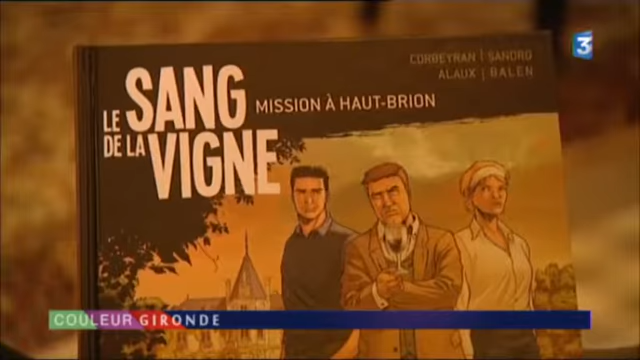 CORBEYRAN | SANDRO
ALAUX | BALEN
3
LE SANG
DE LA VIGNE
MISSION À HAUT-BRION
COULEUR GIRONDE